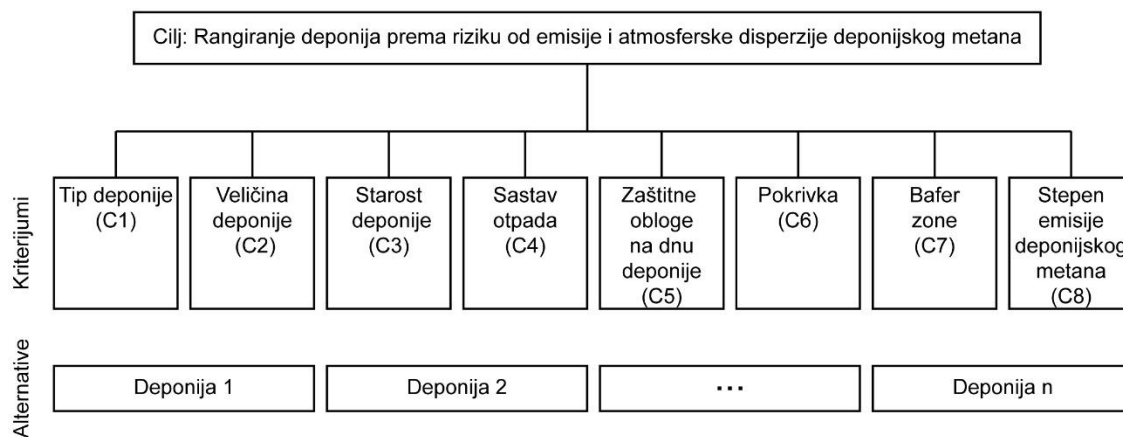 Cilj: Rangiranje deponija prema riziku od emisije i atmosferske disperzije deponijskog metana
Kriterijumi
Tip deponije
(C1)
Veličina
deponije
(C2)
Starost
deponije
(C3)
Sastav
otpada
(C4)
Zaštitne
obloge
na dnu
deponije
(C5)
Pokrivka
(C6)
Bafer
zone
(C7)
Stepen
emisije
deponijskog
metana
(C8)
Alternative
Deponija 1
Deponija 2
...
Deponija n